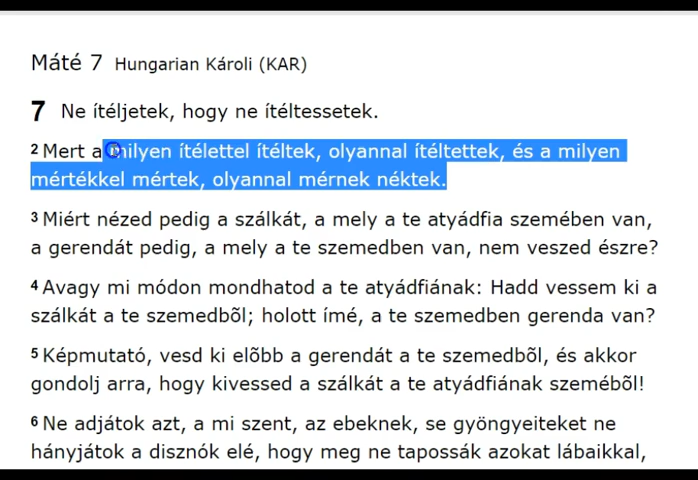 Máté 7 Hungarian Károli (KAR)
7 Ne ítéljetek, hogy ne ítéltessetek.
2 Mert a milyen ítélettel ítéltek, olyannal ítéltettek, és a milyen
mértékkel mértek, olyannal mérnek néktek.
3 Miért nézed pedig a szálkát, a mely a te atyádfia szemében van,
a gerendát pedig, a mely a te szemedben van, nem veszed észre?
4 Avagy mi módon mondhatod a te atyádfiának: Hadd vessem ki a
szálkát a te szemedbõl; holott ímé, a te szemedben gerenda van?
5 Képmutató, vesd ki elõbb a gerendát a te szemedbõl, és akkor
gondolj arra, hogy kivessed a szálkát a te atyádfiának szemébõl!
6 Ne adjátok azt, a mi szent, az ebeknek, se gyöngyeiteket ne
hányjátok a disznók elé, hogy meg ne tapossák azokat lábaikkal,